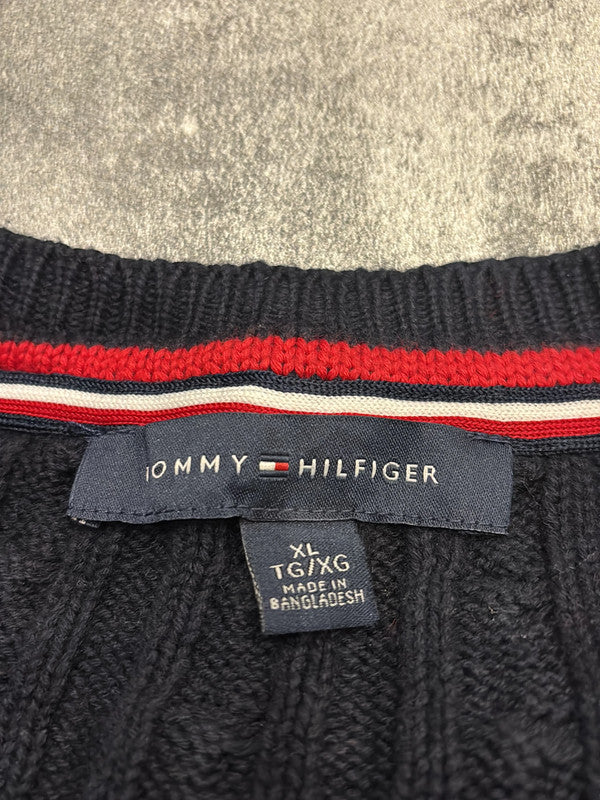 TOMMY HILFIGER
XL
TG/XG
MADE IN
BANGLADESH